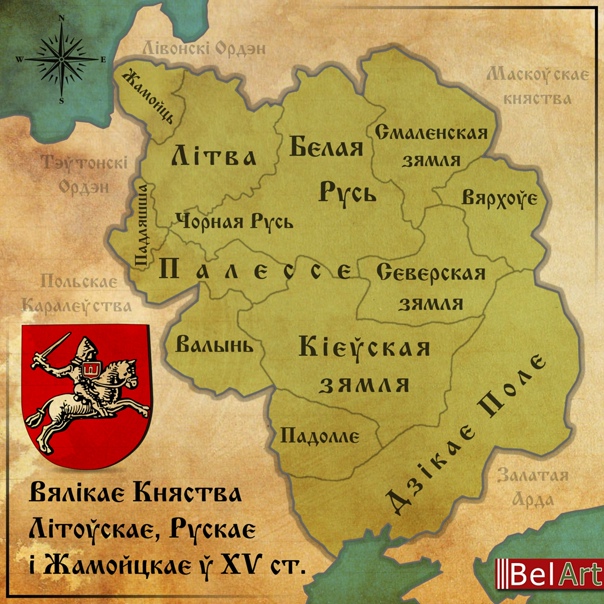 N
W
E
S
Лівонскі Ордэн
Маскоўскае
княства
Жамойць
Тэўтонскі
Ордэн
Літва
Белая
Русь
Смаленская
зямля
Вярхоўе
Падляшша
Чорная Русь
Палессе
Северская
зямля
Польскае
Каралеўства
Валынь
Кіеўская
зямля
Падолле
Дзікае Поле
Залатая
Арда
Вялікае Княства
Літоўскае, Рускае
і Жамойцкае ў XV ст.
BelArt